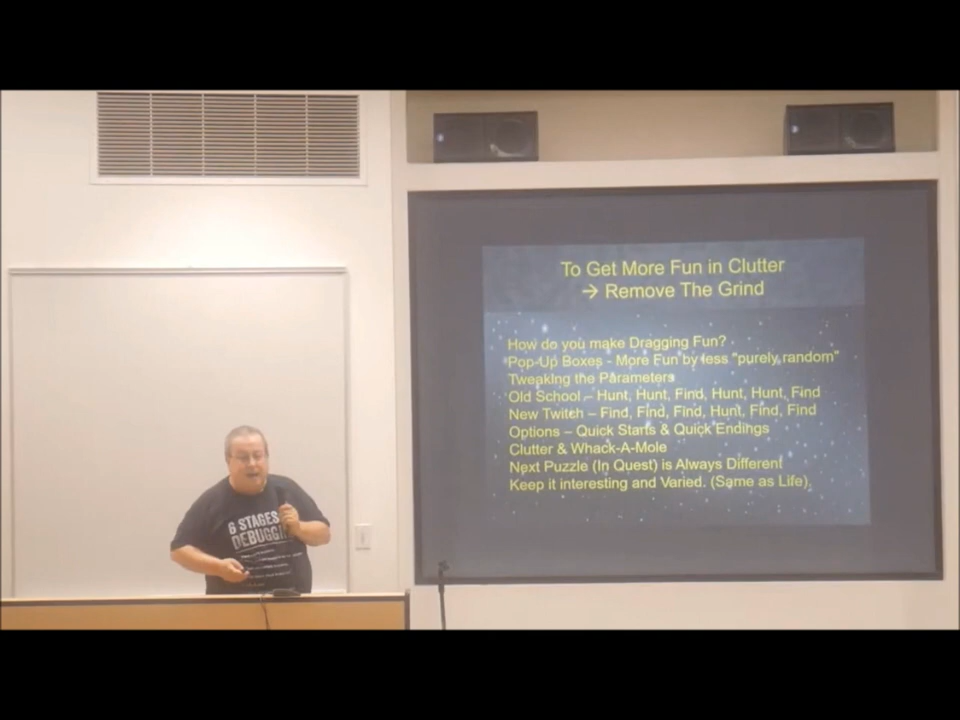 To Get More Fun in Clutter
→ Remove The Grind
How do you make Dragging Fun?
Pop-Up Boxes - More Fun by less "purely random"
Tweaking the Parameters
Old School – Hunt, Hunt, Find, Hunt, Hunt, Find
New Twitch – Find, Find, Find, Hunt, Find, Find
Options – Quick Starts & Quick Endings
Clutter & Whack-A-Mole
Next Puzzle (In Quest) is Always Different
Keep it interesting and Varied. (Same as Life).
6 STAGES